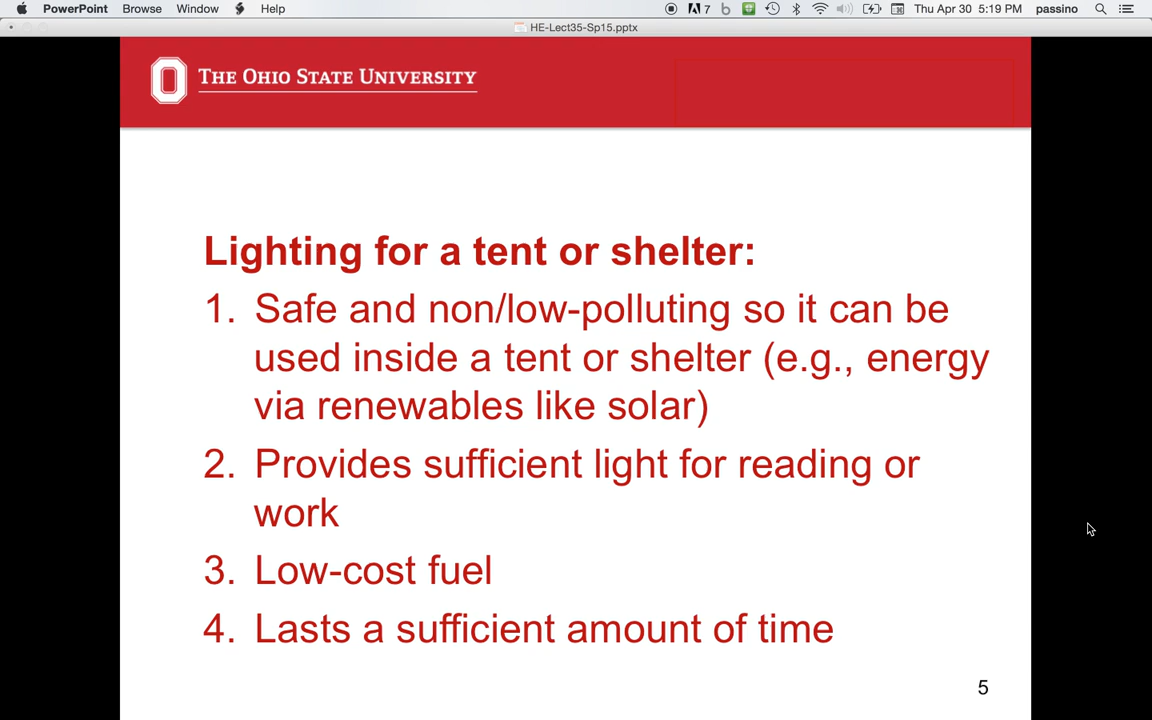 PowerPoint Browse Window Help 7 Thu Apr 30 5:19 PM passino
HE-Lect35-Sp15.pptx
THE OHIO STATE UNIVERSITY
Lighting for a tent or shelter:
1. Safe and non/low-polluting so it can be
used inside a tent or shelter (e.g., energy
via renewables like solar)
2. Provides sufficient light for reading or
work
3. Low-cost fuel
4. Lasts a sufficient amount of time
5